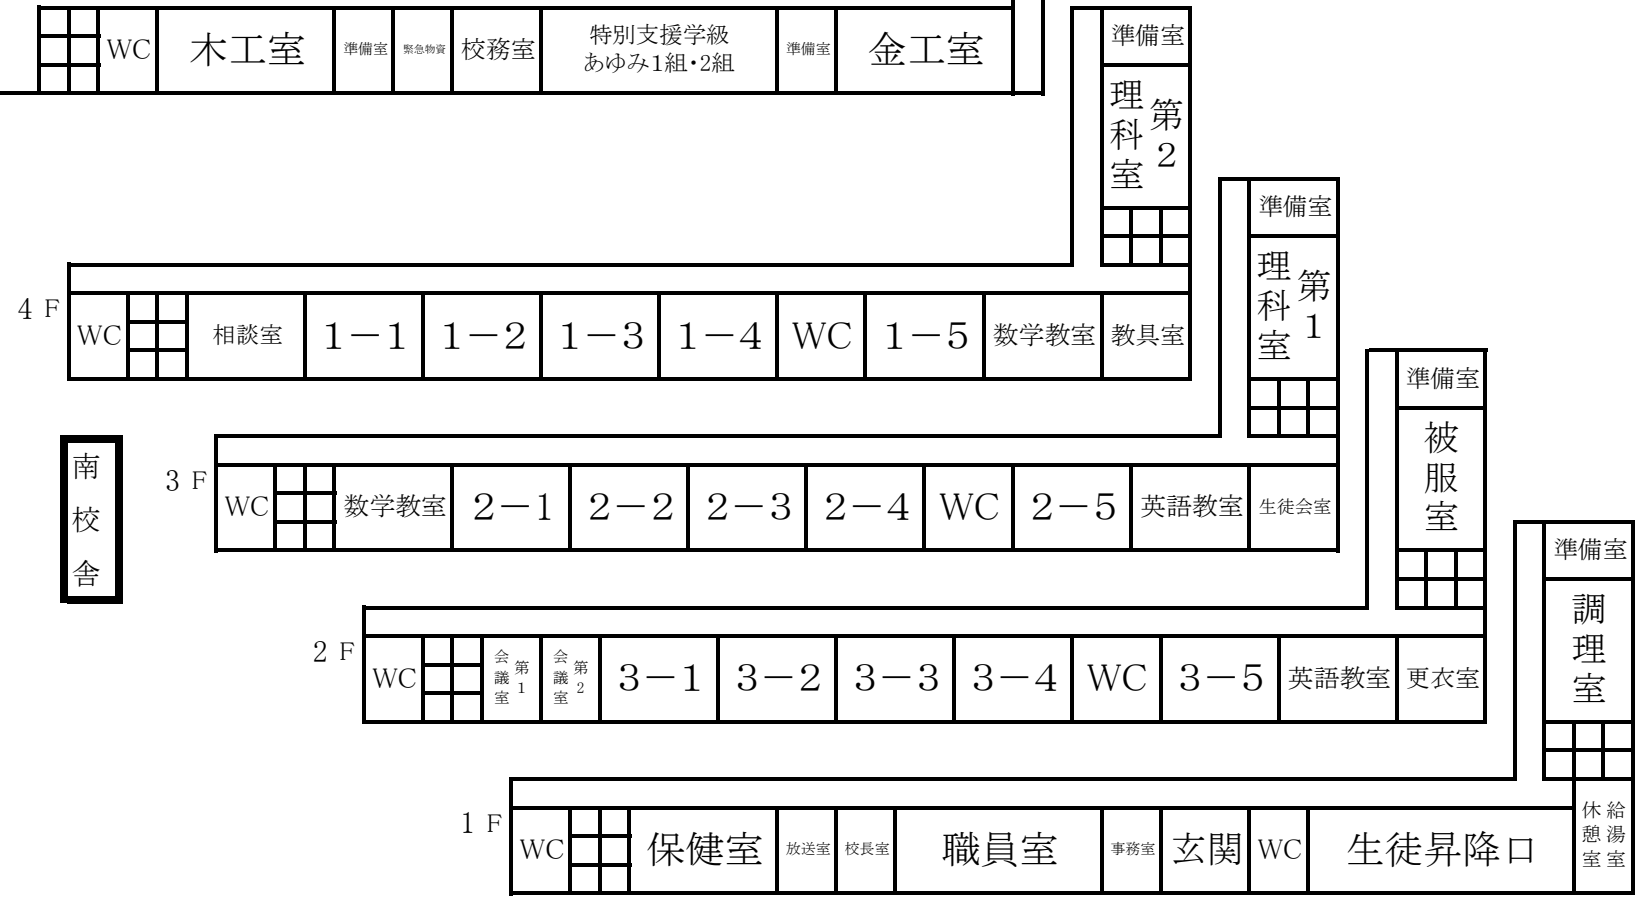 WC 木工室 準備室 緊急物資 校務室 特別支援学級 準備室 金工室
あゆみ１組・２組
準備室
第２
理科室
準備室
第１
理科室
４Ｆ
WC 相談室 １－１ １－２ １－３ １－４ WC １－５ 数学教室 教具室
準備室
被服室
南校舎
３Ｆ
WC 数学教室 ２－１ ２－２ ２－３ ２－４ WC ２－５ 英語教室 生徒会室
準備室
調理室
２Ｆ
WC 第１会議室 第２会議室 ３－１ ３－２ ３－３ ３－４ WC ３－５ 英語教室 更衣室
１Ｆ
WC 保健室 放送室 校長室 職員室 事務室 玄関 WC 生徒昇降口
給湯室
休憩室